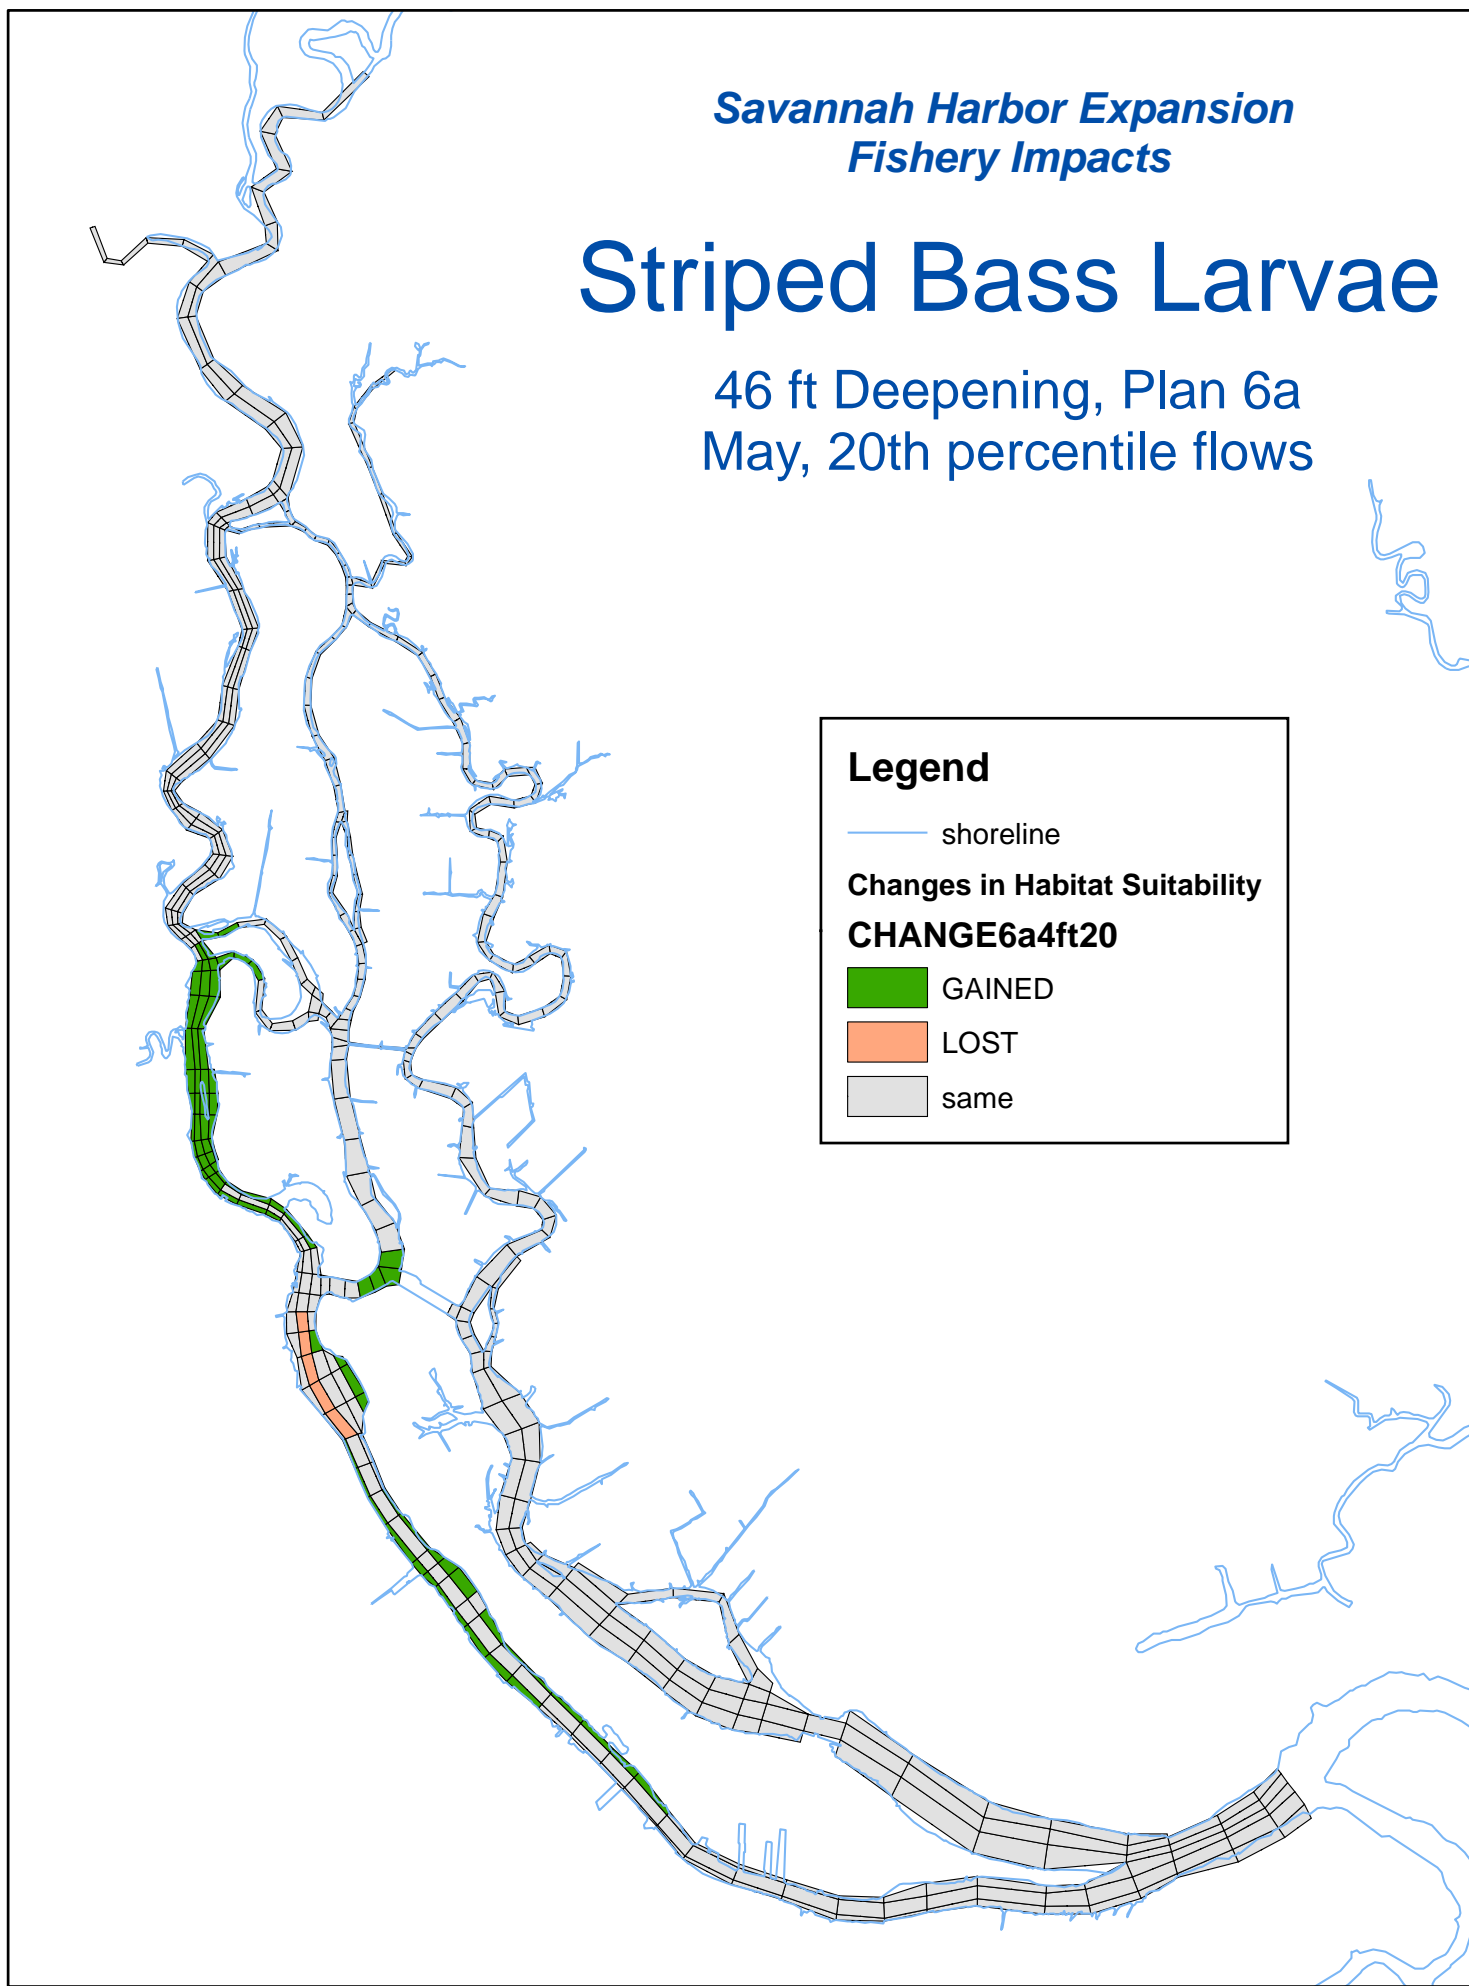 Savannah Harbor Expansion
Fishery Impacts
Striped Bass Larvae
46 ft Deepening, Plan 6a
May, 20th percentile flows
Legend
shoreline
Changes in Habitat Suitability
CHANGE6a4ft20
GAINED
LOST
same